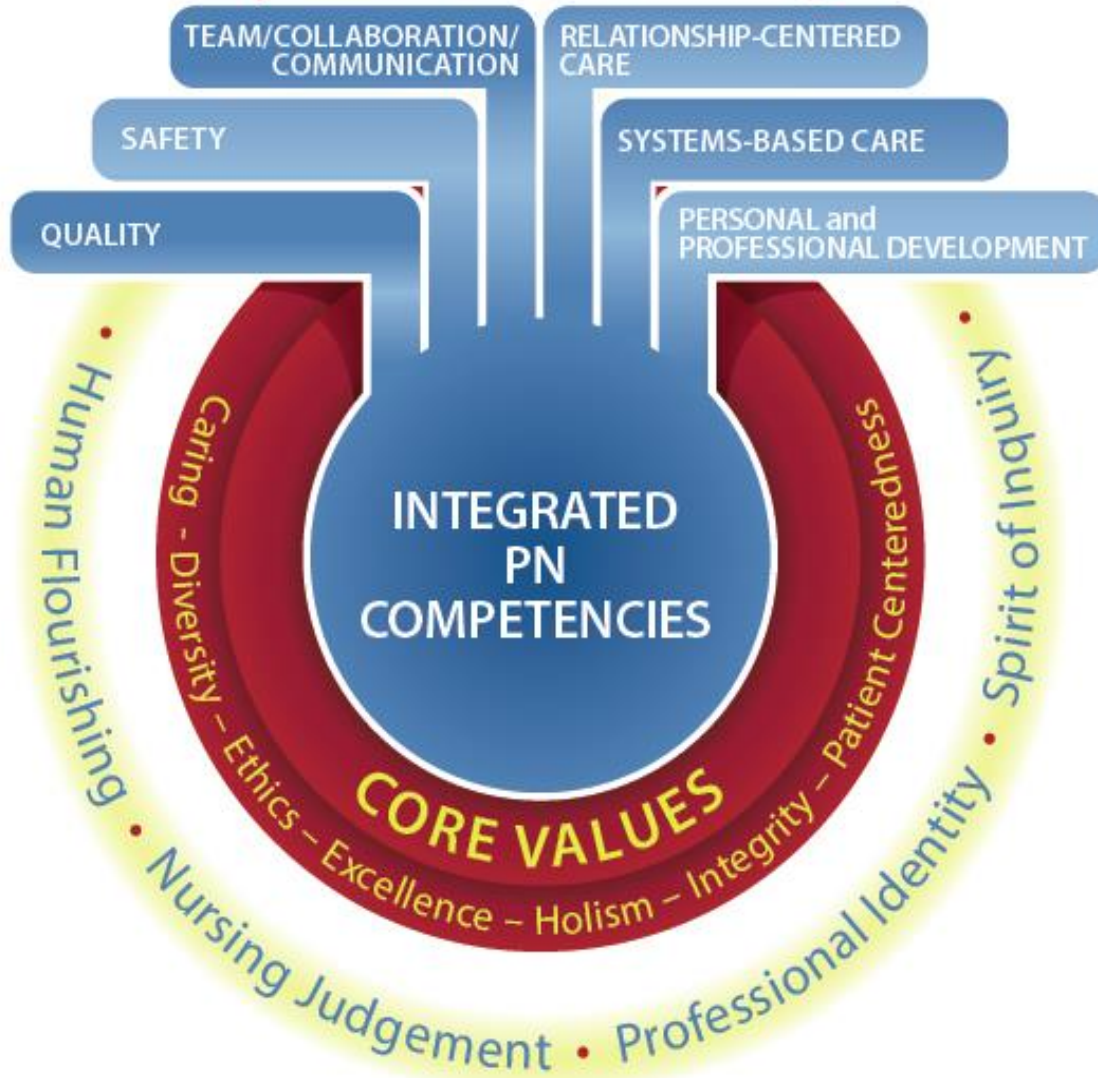 TEAM/COLLABORATION/
COMMUNICATION
RELATIONSHIP-CENTERED
CARE
SAFETY
SYSTEMS-BASED CARE
QUALITY
PERSONAL and
PROFESSIONAL DEVELOPMENT
INTEGRATED
PN
COMPETENCIES
CORE VALUES
Caring - Diversity – Ethics – Excellence – Holism – Integrity – Patient Centeredness
• Human Flourishing • Nursing Judgement • Professional Identity • Spirit of Inquiry •